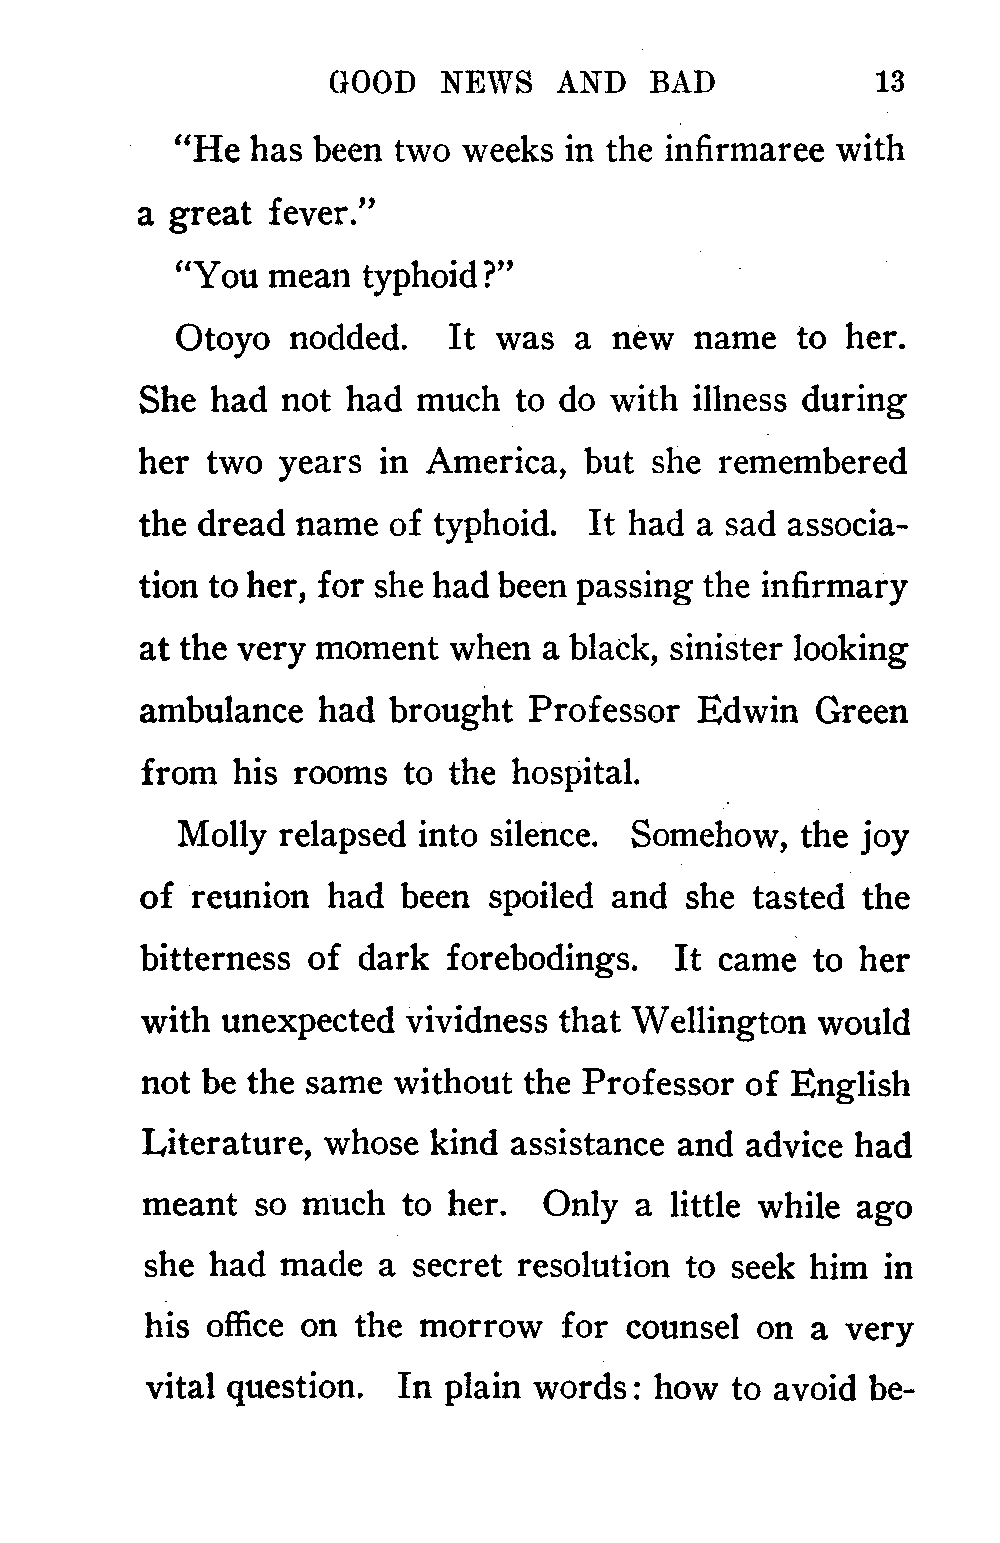 GOOD NEWS AND BAD 13
“He has been two weeks in the infirmaree with
a great fever.”
“You mean typhoid?”
Otoyo nodded. It was a new name to her.
She had not had much to do with illness during
her two years in America, but she remembered
the dread name of typhoid. It had a sad associa-
tion to her, for she had been passing the infirmary
at the very moment when a black, sinister looking
ambulance had brought Professor Edwin Green
from his rooms to the hospital.
Molly relapsed into silence. Somehow, the joy
of reunion had been spoiled and she tasted the
bitterness of dark forebodings. It came to her
with unexpected vividness that Wellington would
not be the same without the Professor of English
Literature, whose kind assistance and advice had
meant so much to her. Only a little while ago
she had made a secret resolution to seek him in
his office on the morrow for counsel on a very
vital question. In plain words: how to avoid be-